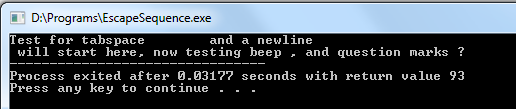 D:\Programs\EscapeSequence.exe
Test for tabspace        and a newline
 will start here, now testing beep , and question marks ?
--------------------------------
Process exited after 0.03177 seconds with return value 93
Press any key to continue . . .